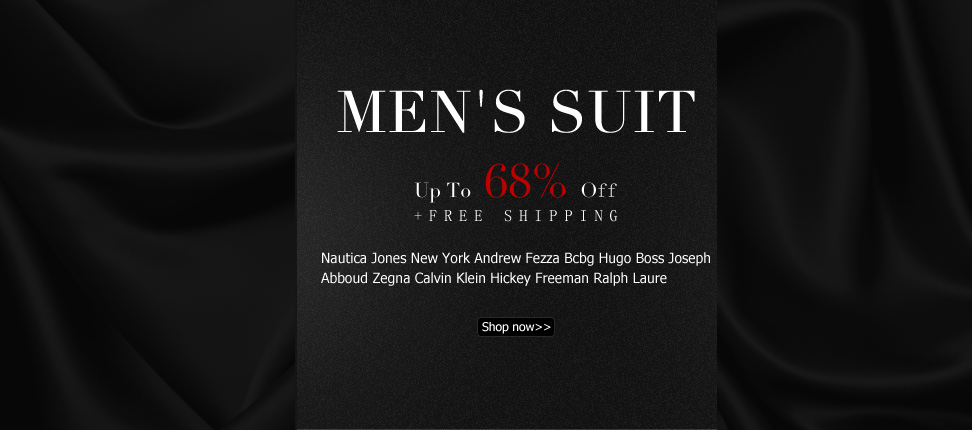 MEN'S SUIT
Up To 68% Off
+FREE SHIPPING
Nautica Jones New York Andrew Fezza Bcbg Hugo Boss Joseph
Abboud Zegna Calvin Klein Hickey Freeman Ralph Laure
Shop now>>